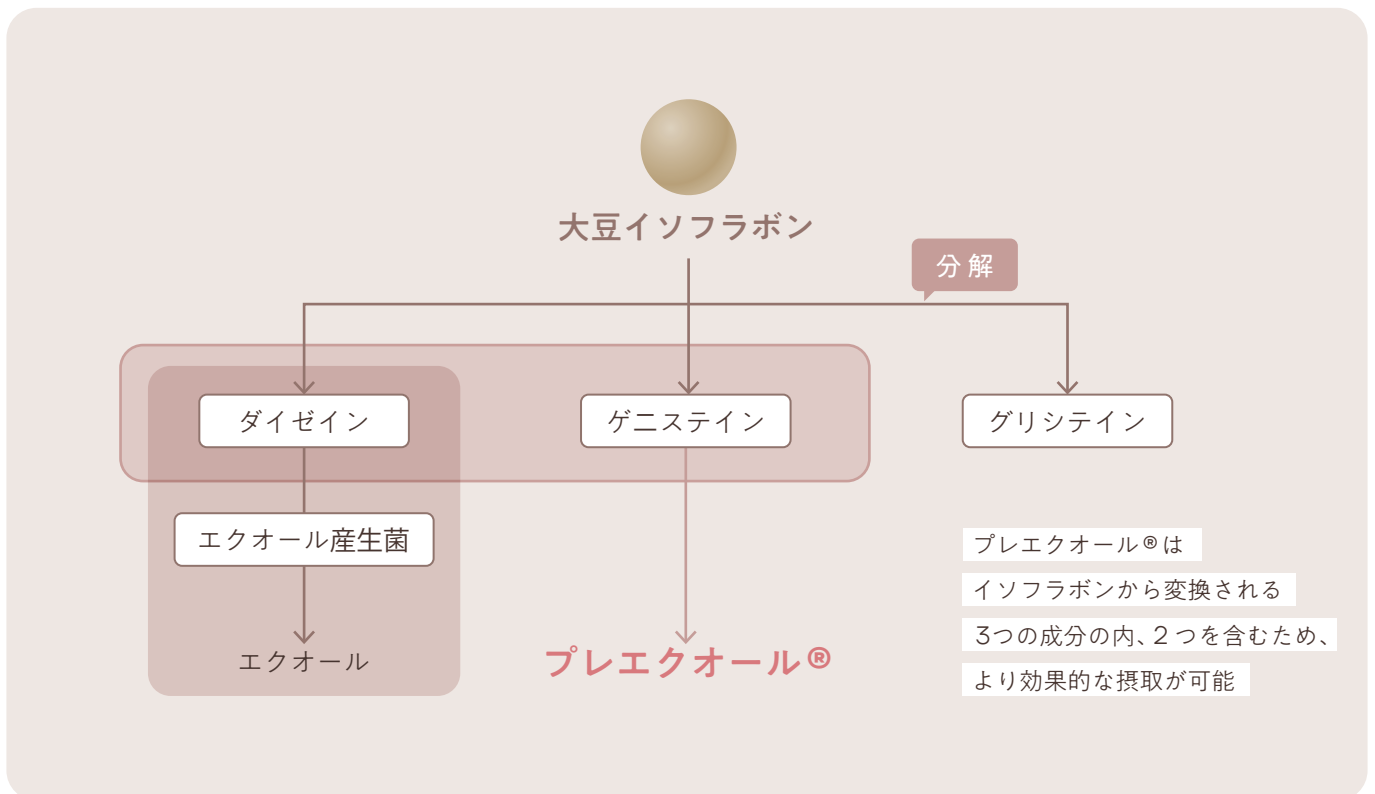 大豆イソフラボン
分解
ダイゼイン
ゲニステイン
グリシテイン
エクオール産生菌
エクオール
プレエクオール®
プレエクオール®は
イソフラボンから変換される
3つの成分の内、2つを含むため、
より効果的な摂取が可能